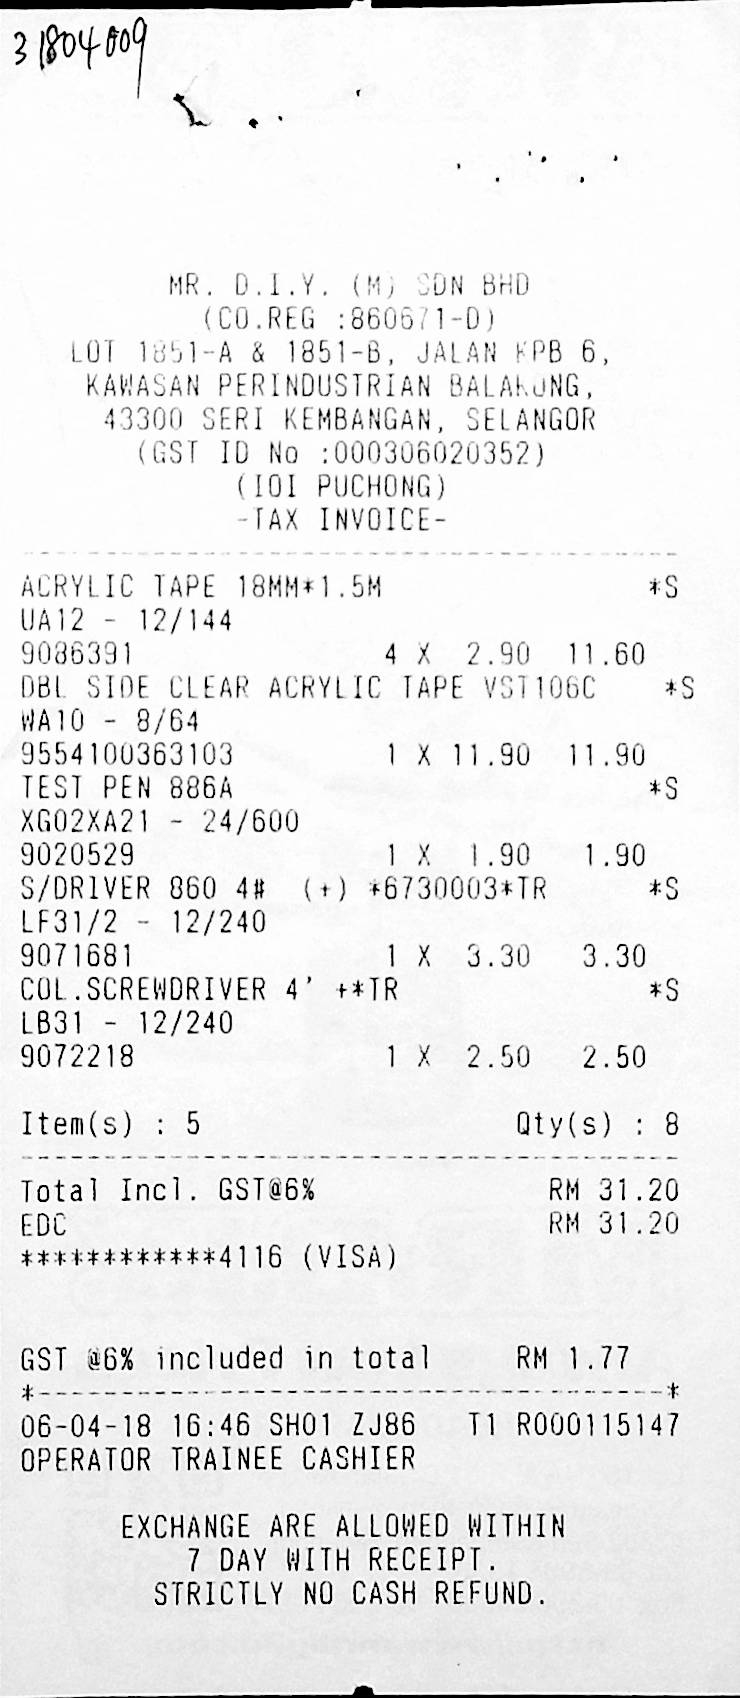 31804009
MR. D.I.Y. (M) SDN BHD
(CO.REG :860671-D)
LOT 1851-A & 1851-B, JALAN KPB 6,
KAWASAN PERINDUSTRIAN BALAKONG,
43300 SERI KEMBANGAN, SELANGOR
(GST ID No :000306020352)
(IOI PUCHONG)
-TAX INVOICE-
ACRYLIC TAPE 18MM*1.5M *S
UA12 - 12/144
9086391 4 X 2.90 11.60
DBL SIDE CLEAR ACRYLIC TAPE VST106C *S
WA10 - 8/64
9554100363103 1 X 11.90 11.90
TEST PEN 886A *S
XG02XA21 - 24/600
9020529 1 X 1.90 1.90
S/DRIVER 860 4# (+) *6730003*TR *S
LF31/2 - 12/240
9071681 1 X 3.30 3.30
COL.SCREWDRIVER 4' +*TR *S
LB31 - 12/240
9072218 1 X 2.50 2.50
Item(s) : 5 Qty(s) : 8
Total Incl. GST@6% RM 31.20
EDC RM 31.20
************4116 (VISA)
GST @6% included in total RM 1.77
*--------------------------------------*
06-04-18 16:46 SH01 ZJ86 T1 R000115147
OPERATOR TRAINEE CASHIER
EXCHANGE ARE ALLOWED WITHIN
7 DAY WITH RECEIPT.
STRICTLY NO CASH REFUND.